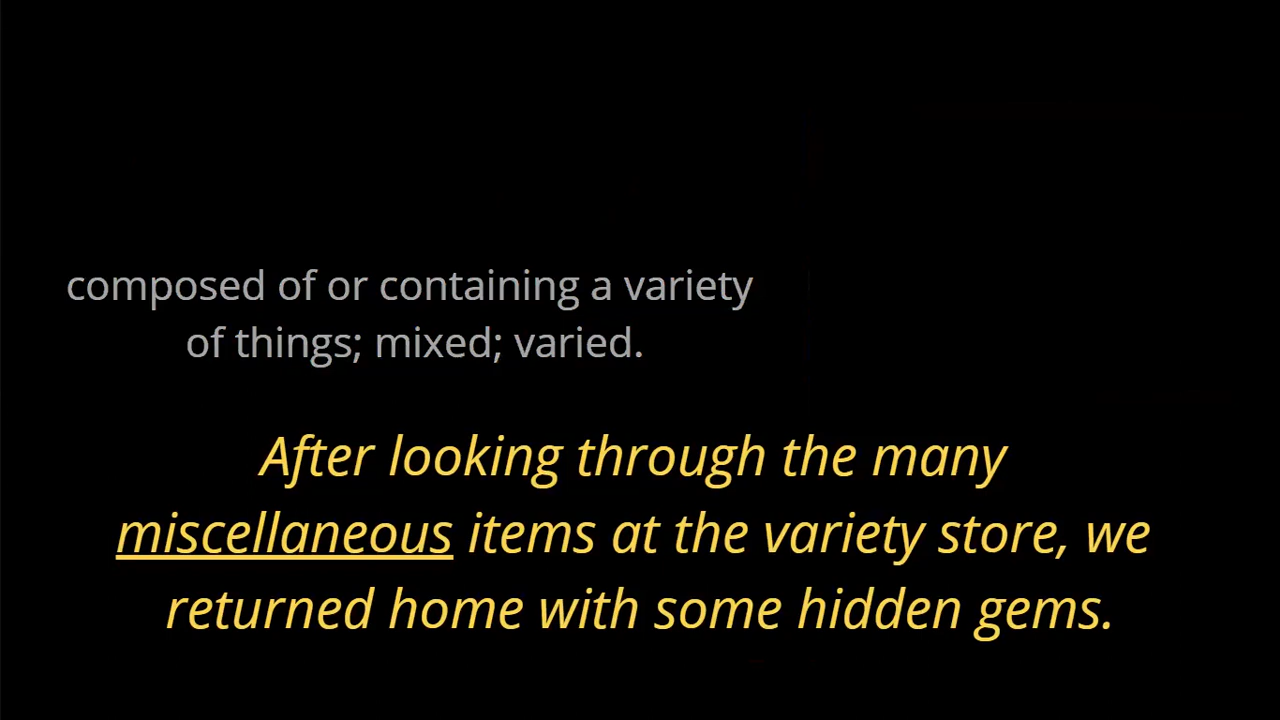 composed of or containing a variety
of things; mixed; varied.
After looking through the many
miscellaneous items at the variety store, we
returned home with some hidden gems.